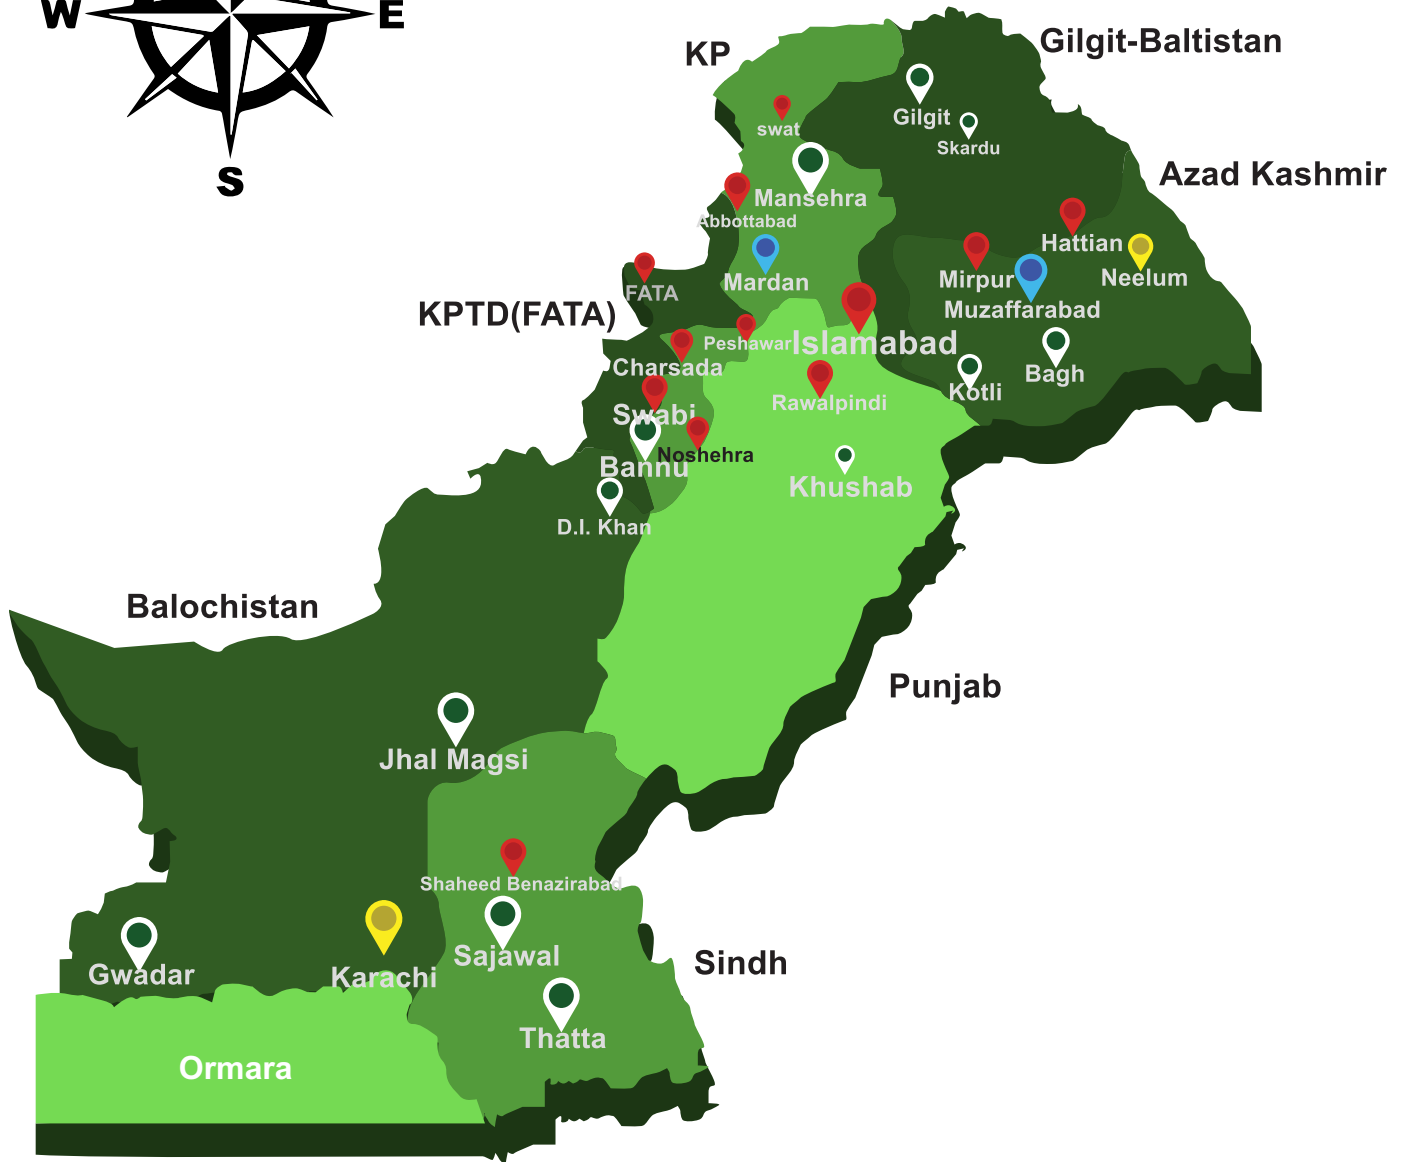 W
E
S
KP
Gilgit-Baltistan
Gilgit
swat
Skardu
Azad Kashmir
Mansehra
Abbottabad
Hattian
Mardan
Mirpur
Neelum
FATA
Muzaffarabad
KPTD(FATA)
Peshawar
Islamabad
Charsada
Bagh
Kotli
Rawalpindi
Swabi
Noshehra
Bannu
Khushab
D.I. Khan
Balochistan
Punjab
Jhal Magsi
Shaheed Benazirabad
Sajawal
Sindh
Gwadar
Karachi
Thatta
Ormara